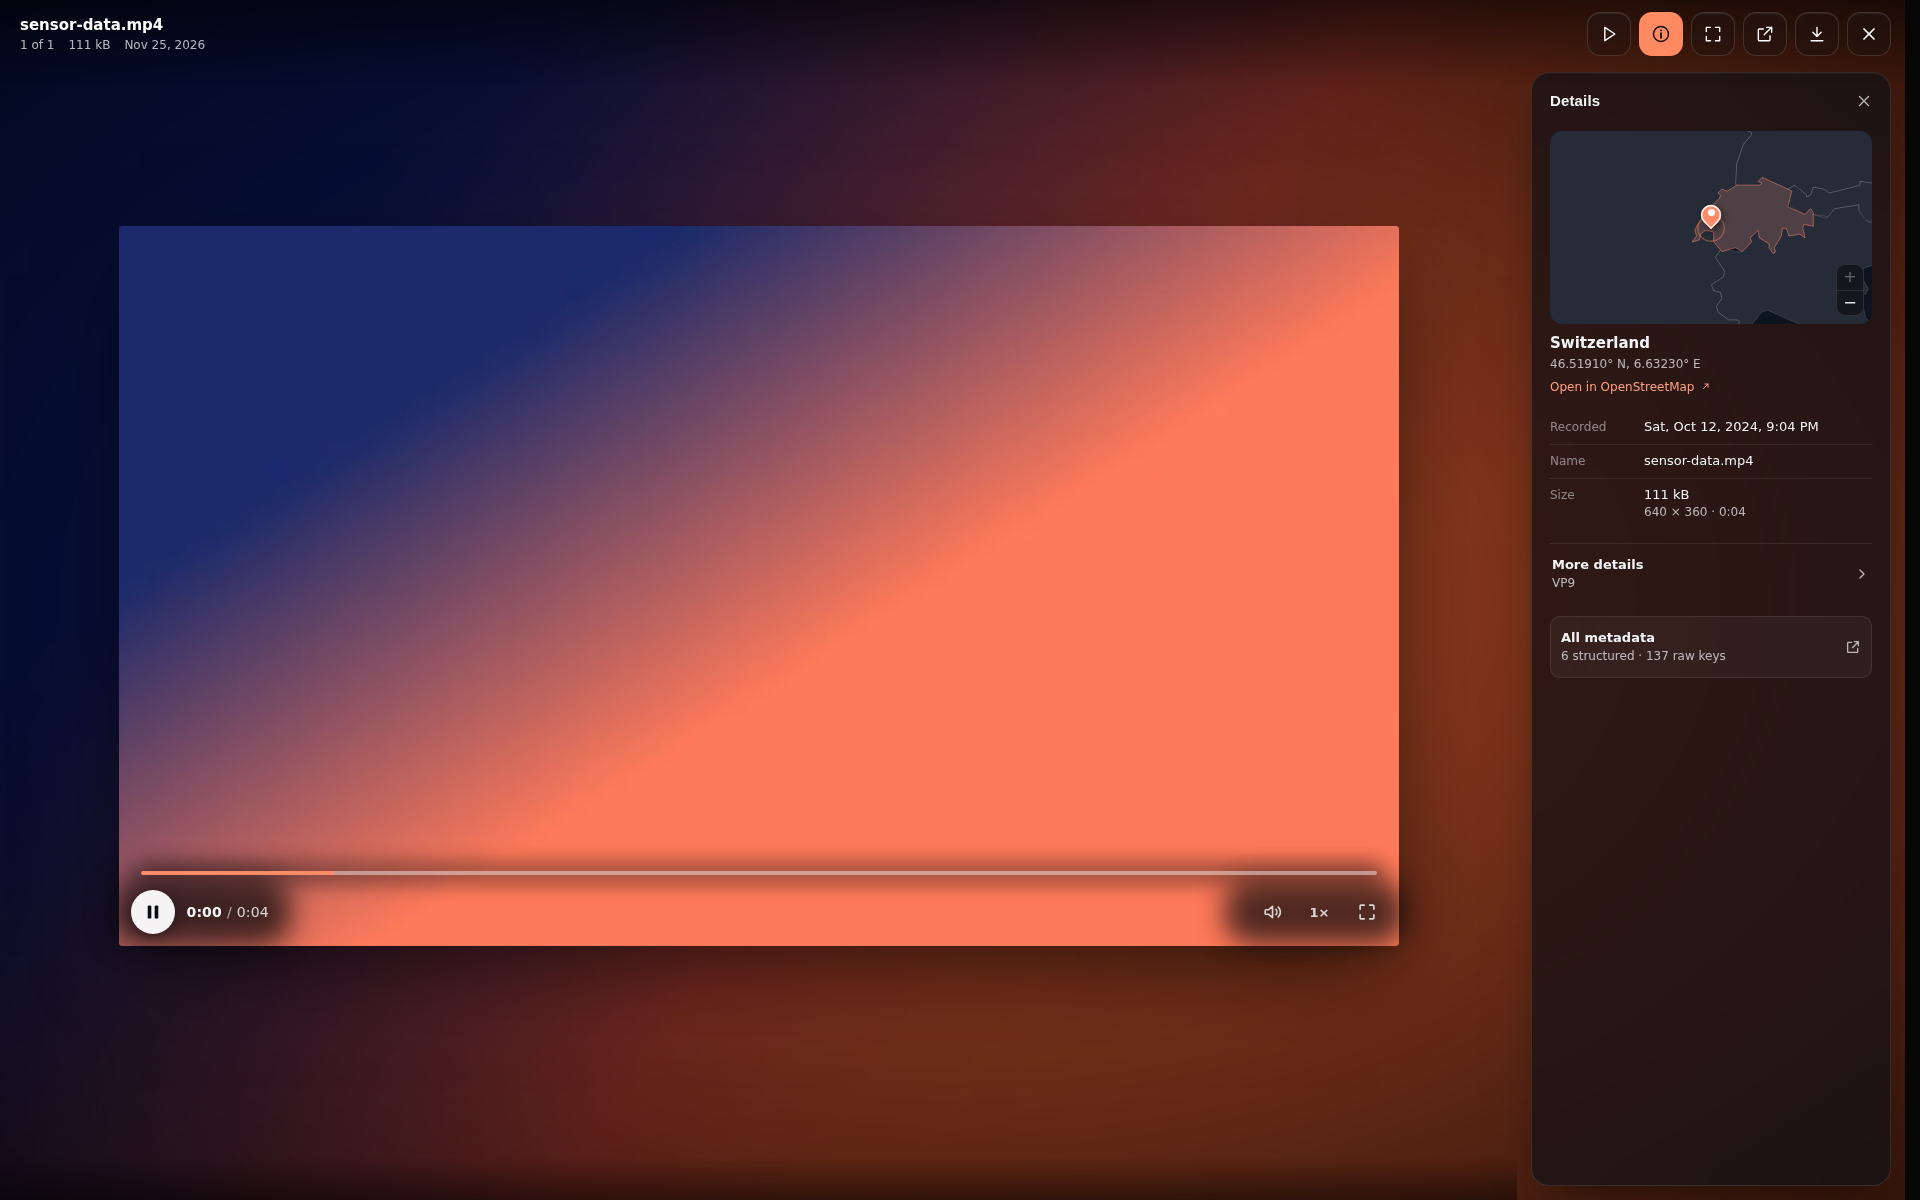 sensor-data.mp4
1 of 1 111 kB Nov 25, 2026
Details
Switzerland
46.51910° N, 6.63230° E
Open in OpenStreetMap ↗
Recorded Sat, Oct 12, 2024, 9:04 PM
Name sensor-data.mp4
Size 111 kB
640 × 360 · 0:04
More details
VP9
All metadata
6 structured · 137 raw keys
0:00 / 0:04
1×